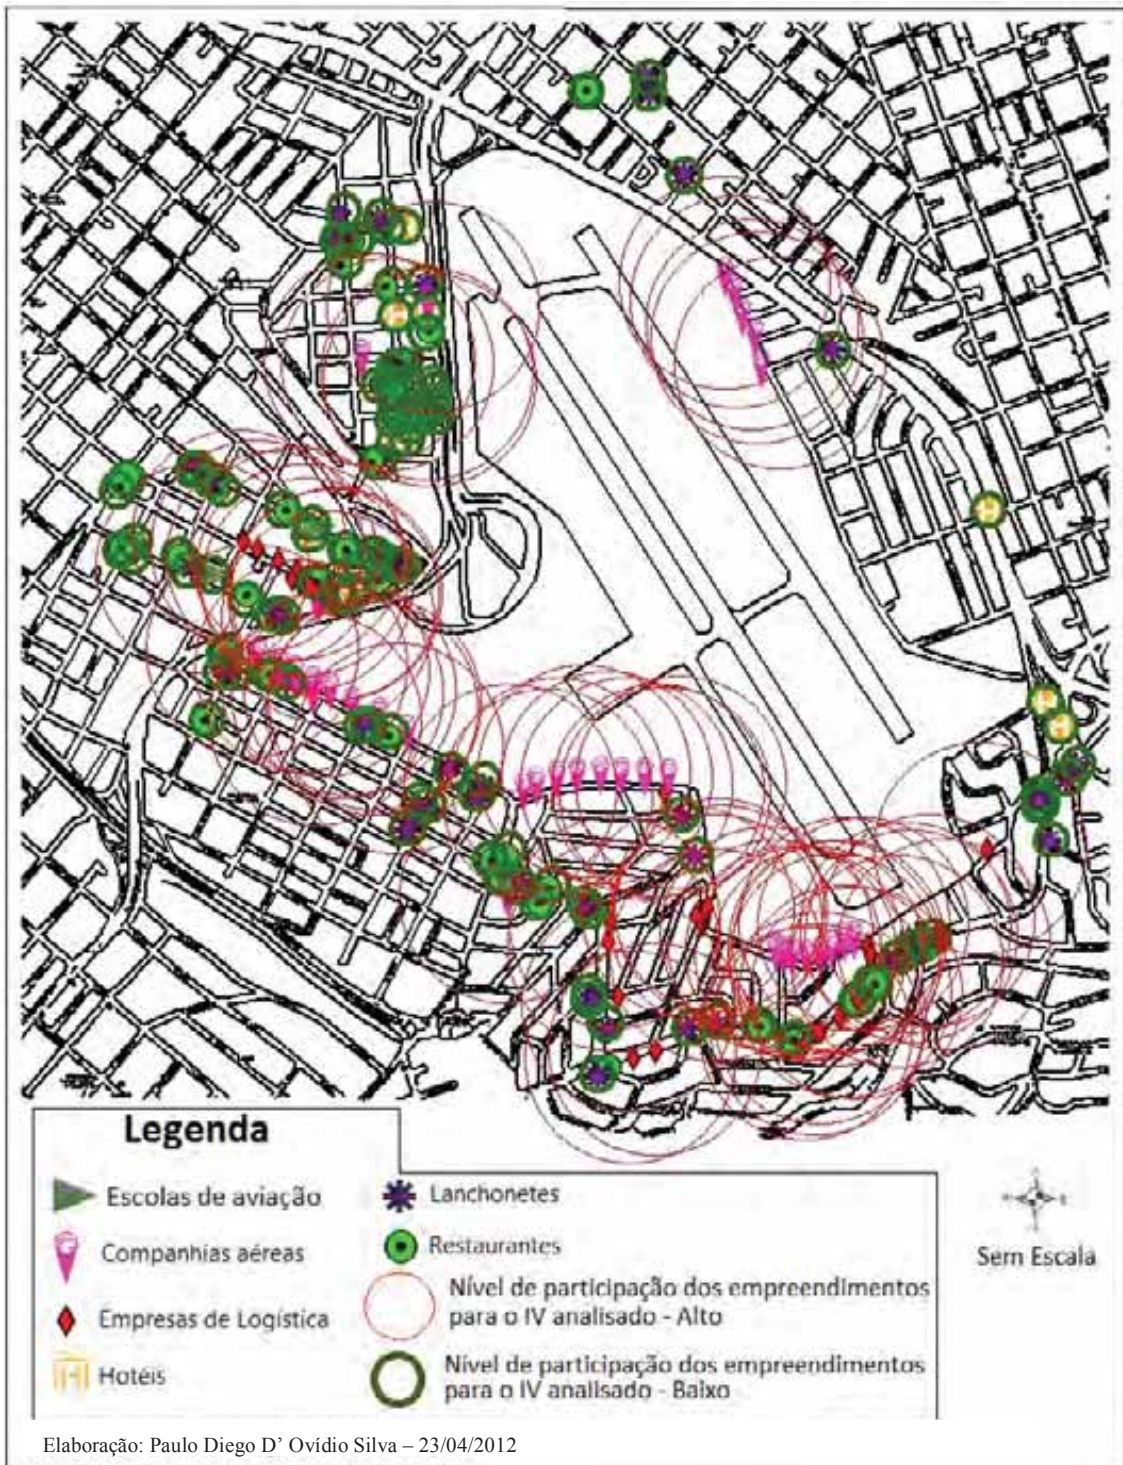 Legenda
Escolas de aviação
Companhias aéreas
Empresas de Logística
Hotéis
Lanchonetes
Restaurantes
Nível de participação dos empreendimentos
para o IV analisado - Alto
Nível de participação dos empreendimentos
para o IV analisado - Baixo
Sem Escala
Elaboração: Paulo Diego D’ Ovídio Silva – 23/04/2012